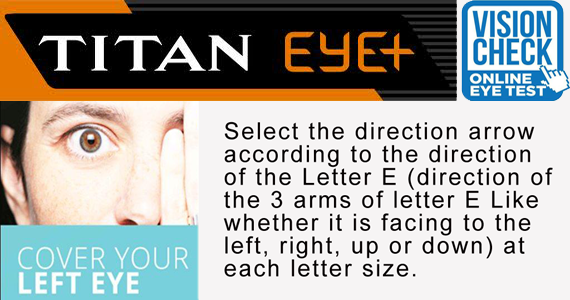 TITAN EYE+
VISION
CHECK
ONLINE
EYE TEST
Select the direction arrow
according to the direction
of the Letter E (direction of
the 3 arms of letter E Like
whether it is facing to the
left, right, up or down) at
each letter size.
COVER YOUR
LEFT EYE